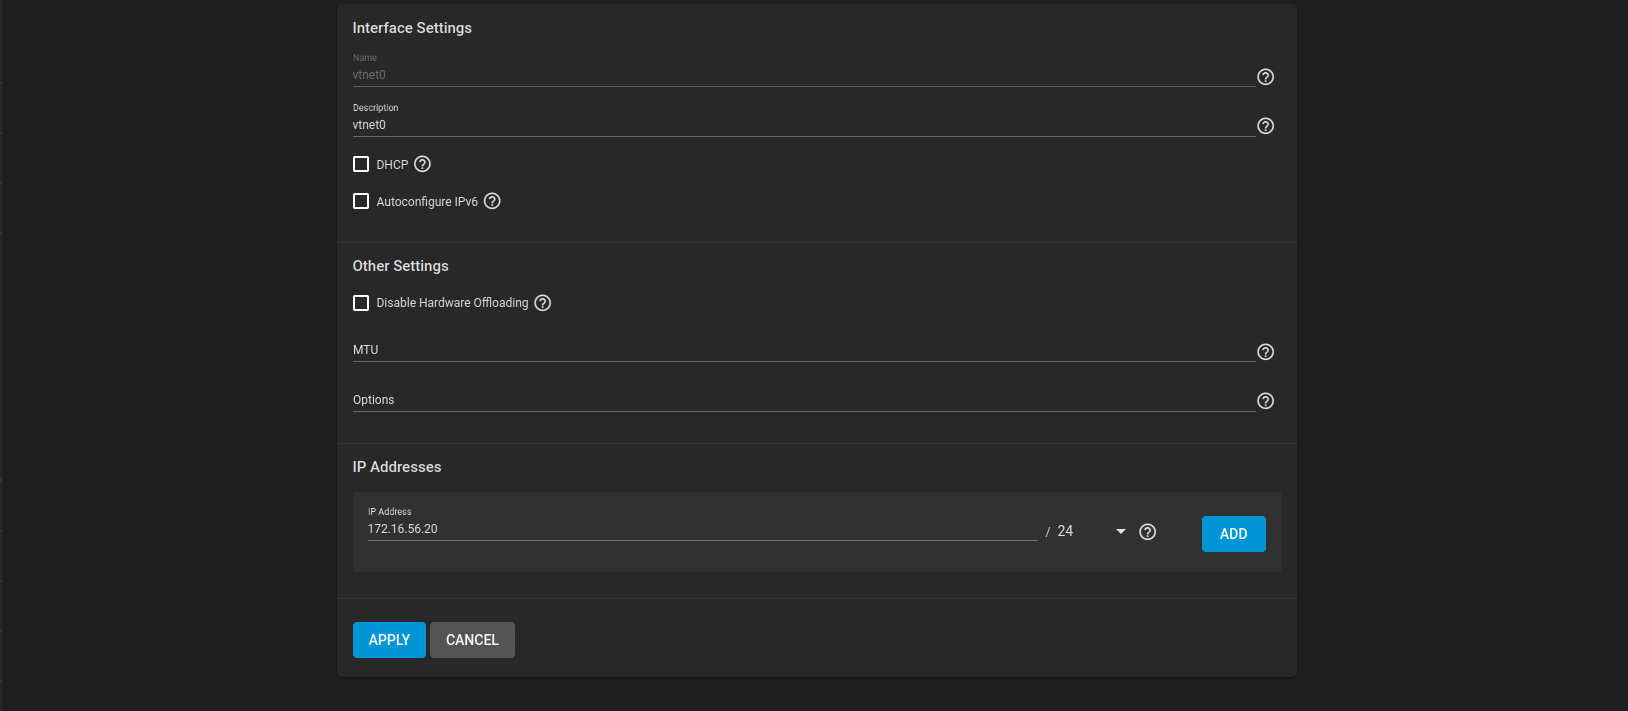 Interface Settings
Name
vtnet0
Description
vtnet0
DHCP
Autoconfigure IPv6
Other Settings
Disable Hardware Offloading
MTU
Options
IP Addresses
IP Address
172.16.56.20 / 24
ADD
APPLY CANCEL